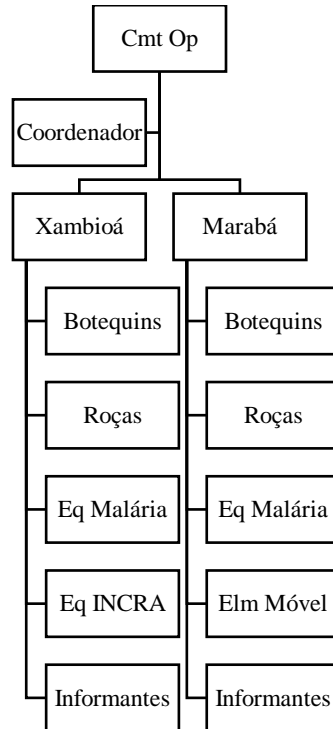 Cmt Op
Coordenador
Xambioá
Marabá
Botequins
Botequins
Roças
Roças
Eq Malária
Eq Malária
Eq INCRA
Elm Móvel
Informantes
Informantes